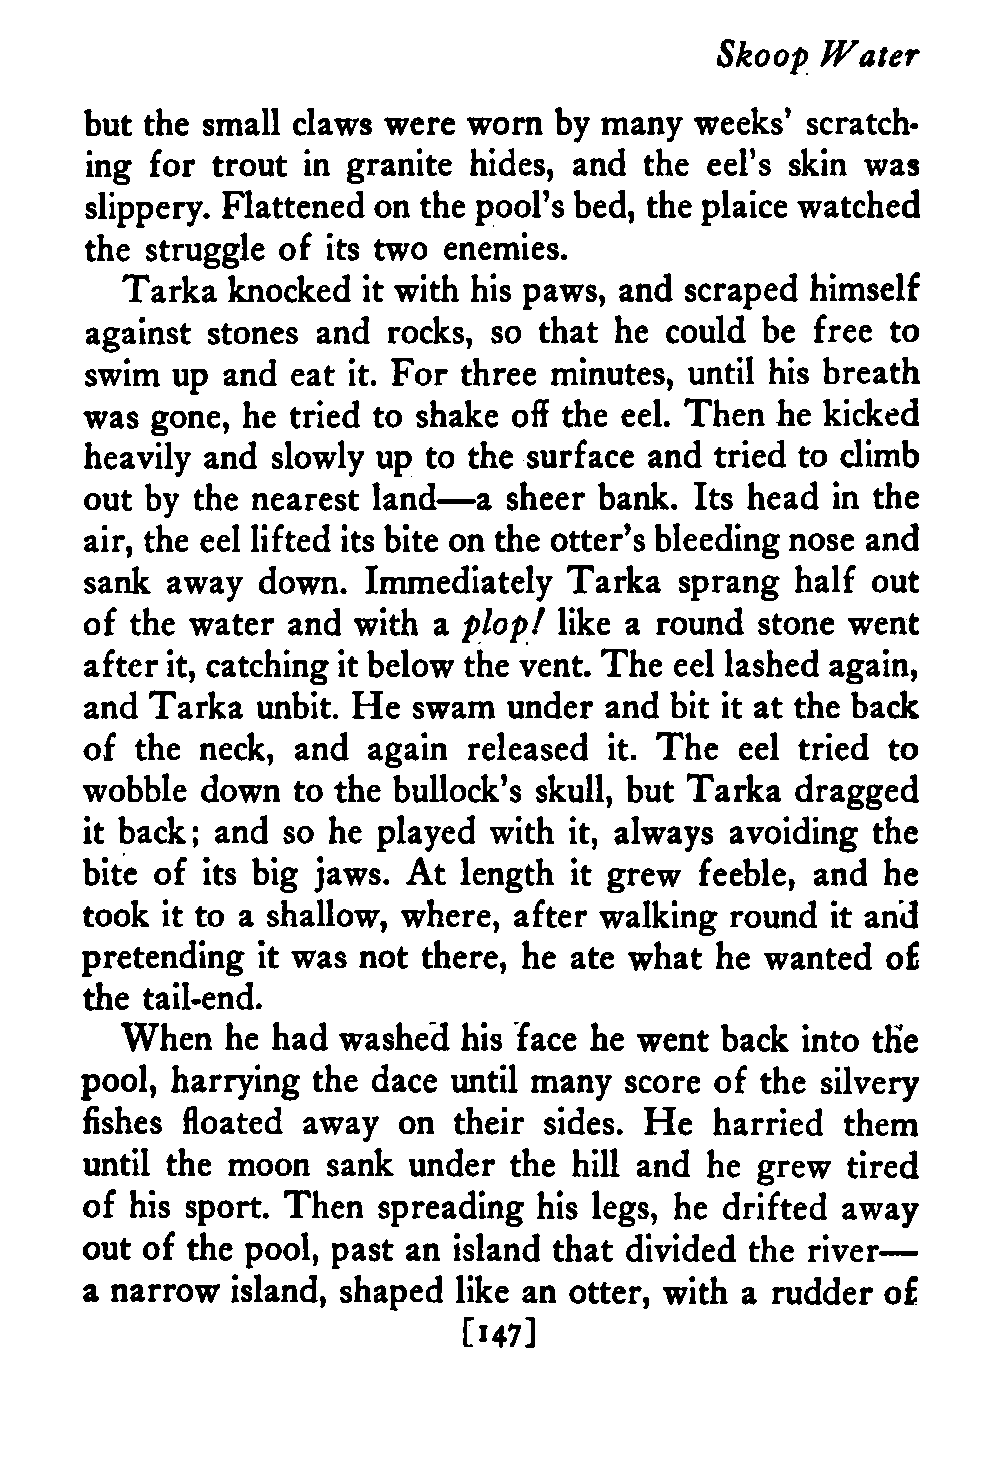 Skoop Water
but the small claws were worn by many weeks' scratch-
ing for trout in granite hides, and the eel's skin was
slippery. Flattened on the pool's bed, the plaice watched
the struggle of its two enemies.
Tarka knocked it with his paws, and scraped himself
against stones and rocks, so that he could be free to
swim up and eat it. For three minutes, until his breath
was gone, he tried to shake off the eel. Then he kicked
heavily and slowly up to the surface and tried to climb
out by the nearest land—a sheer bank. Its head in the
air, the eel lifted its bite on the otter's bleeding nose and
sank away down. Immediately Tarka sprang half out
of the water and with a plop! like a round stone went
after it, catching it below the vent. The eel lashed again,
and Tarka unbit. He swam under and bit it at the back
of the neck, and again released it. The eel tried to
wobble down to the bullock's skull, but Tarka dragged
it back; and so he played with it, always avoiding the
bite of its big jaws. At length it grew feeble, and he
took it to a shallow, where, after walking round it and
pretending it was not there, he ate what he wanted of
the tail-end.
When he had washed his face he went back into the
pool, harrying the dace until many score of the silvery
fishes floated away on their sides. He harried them
until the moon sank under the hill and he grew tired
of his sport. Then spreading his legs, he drifted away
out of the pool, past an island that divided the river—
a narrow island, shaped like an otter, with a rudder of
[147]